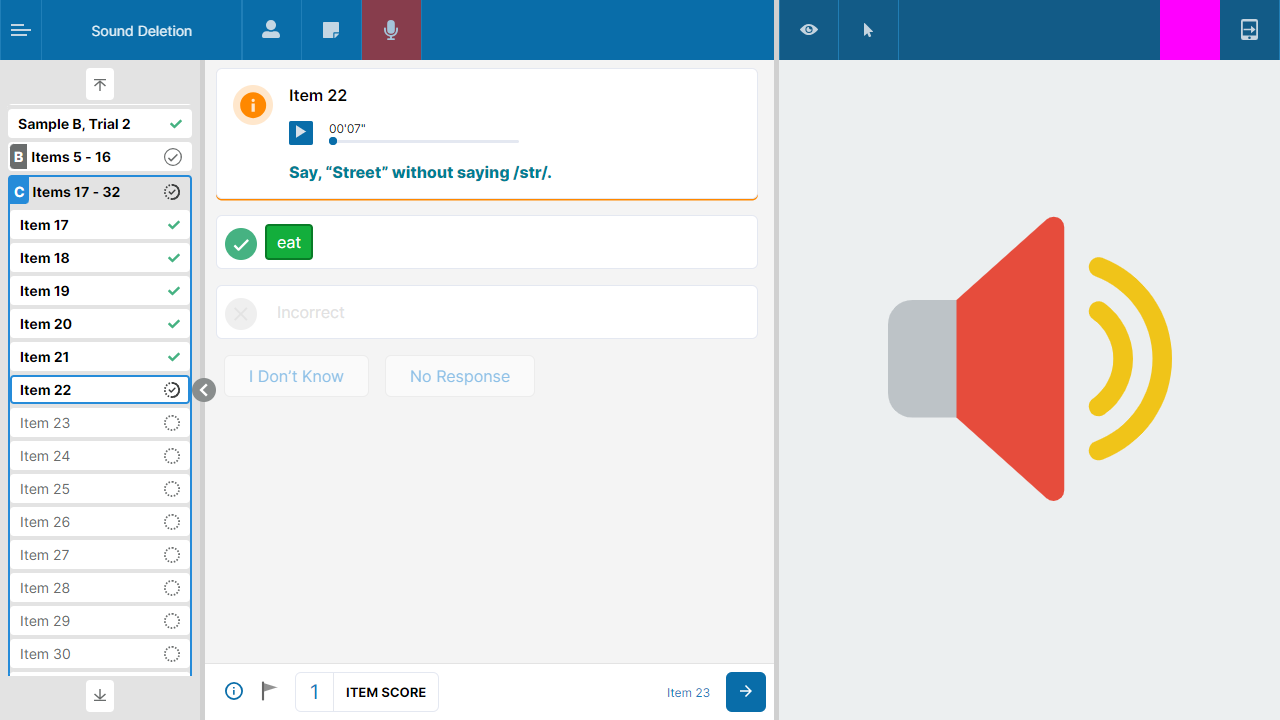 Sound Deletion
Sample B, Trial 2
B Items 5 - 16
C Items 17 - 32
Item 17
Item 18
Item 19
Item 20
Item 21
Item 22
Item 23
Item 24
Item 25
Item 26
Item 27
Item 28
Item 29
Item 30
Item 22
00'07"
Say, “Street” without saying /str/.
eat
Incorrect
I Don’t Know
No Response
1 ITEM SCORE
Item 23